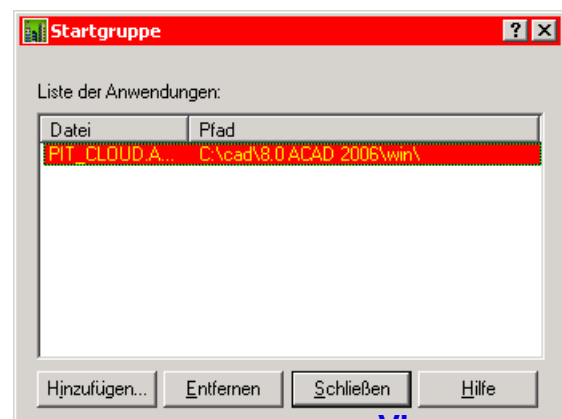 Startgruppe
Liste der Anwendungen:
Datei Pfad
PIT_CLOUD.A... C:\cad\8.0 ACAD 2006\win\
Hinzufügen... Entfernen Schließen Hilfe